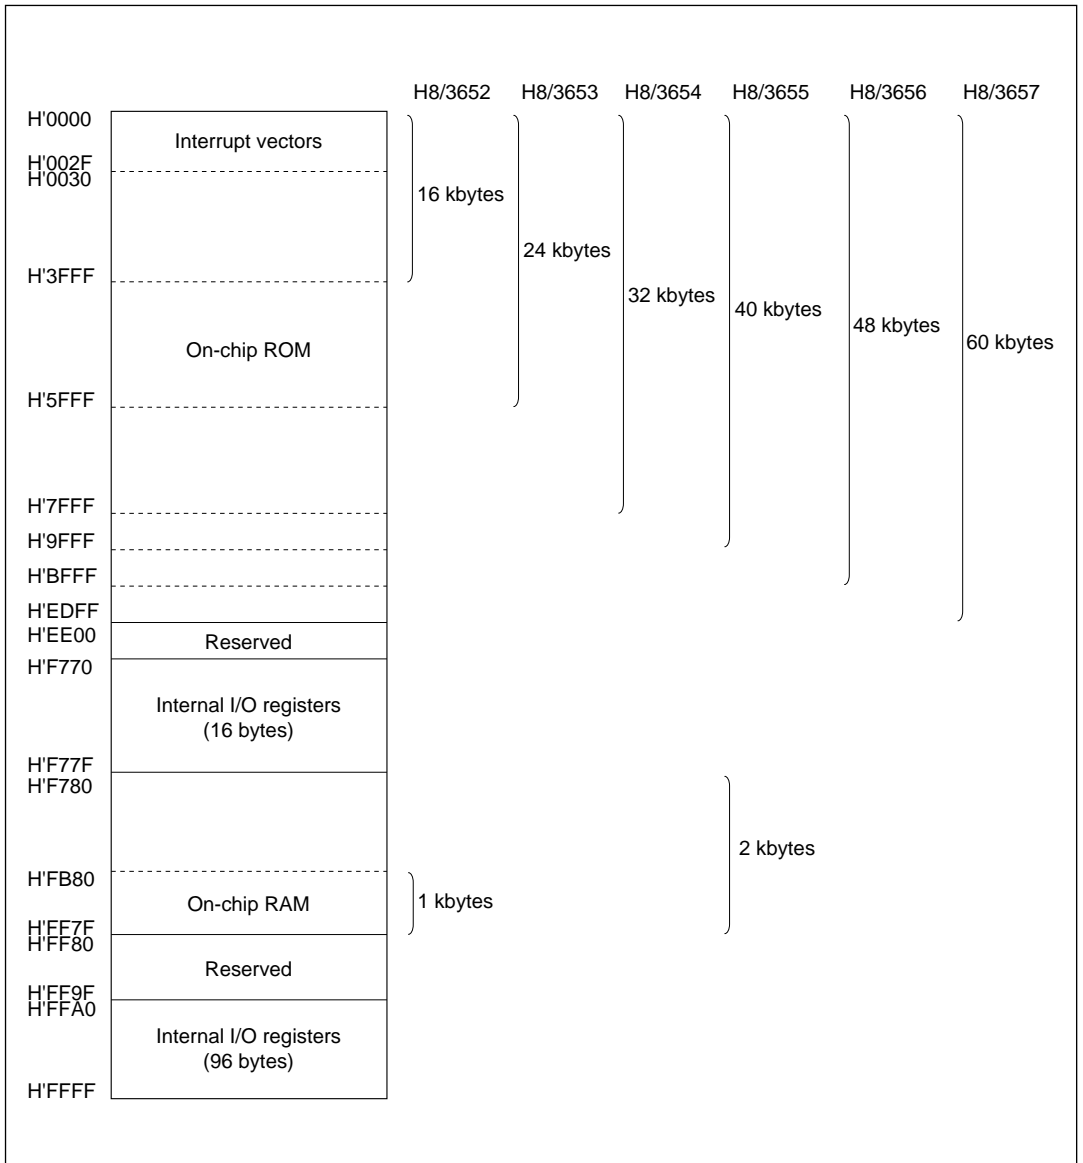 H8/3652 H8/3653 H8/3654 H8/3655 H8/3656 H8/3657
H'0000
Interrupt vectors
H'002F
H'0030
16 kbytes
24 kbytes
H'3FFF
32 kbytes
40 kbytes
48 kbytes
60 kbytes
On-chip ROM
H'5FFF
H'7FFF
H'9FFF
H'BFFF
H'EDFF
H'EE00
Reserved
H'F770
Internal I/O registers
(16 bytes)
H'F77F
H'F780
2 kbytes
H'FB80
On-chip RAM
1 kbytes
H'FF7F
H'FF80
Reserved
H'FF9F
H'FFA0
Internal I/O registers
(96 bytes)
H'FFFF